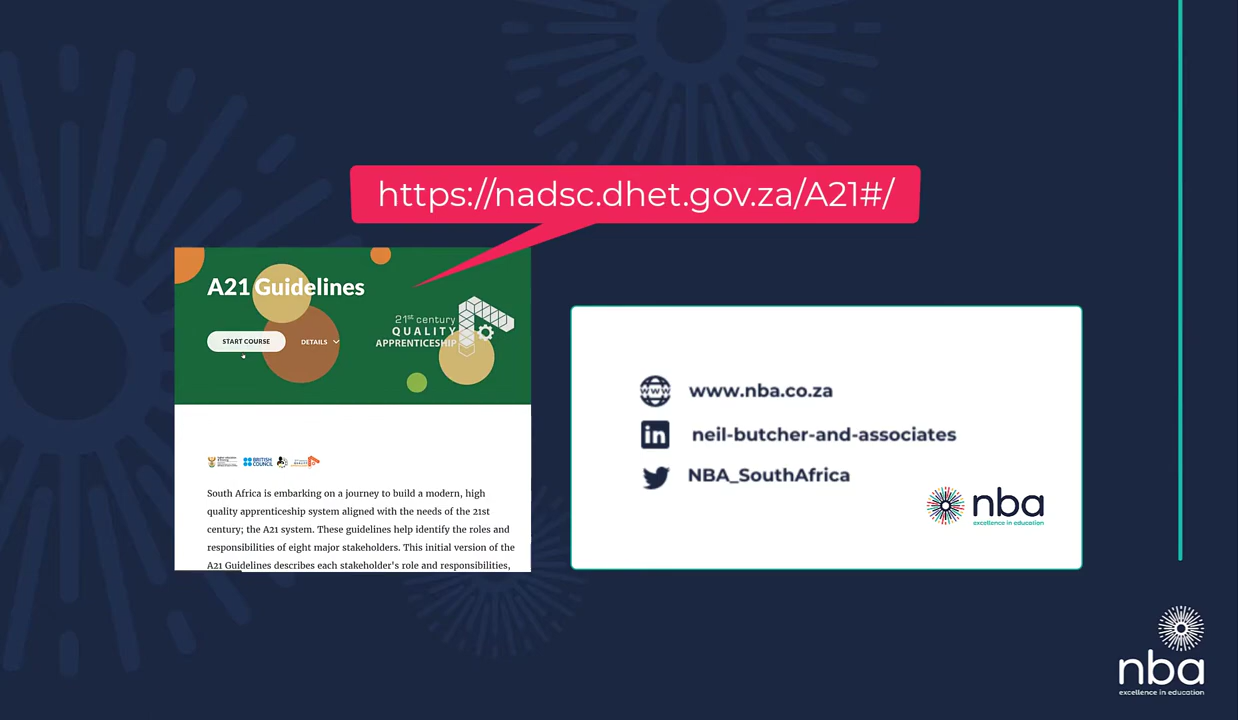 https://nadsc.dhet.gov.za/A21#/
A21 Guidelines
START COURSE
DETAILS
21st century
QUALITY
APPRENTICESHIP
BRITISH
COUNCIL
South Africa is embarking on a journey to build a modern, high
quality apprenticeship system aligned with the needs of the 21st
century; the A21 system. These guidelines help identify the roles and
responsibilities of eight major stakeholders. This initial version of the
A21 Guidelines describes each stakeholder's role and responsibilities,
www
www.nba.co.za
in
neil-butcher-and-associates
NBA_SouthAfrica
nba
excellence in education
nba
excellence in education